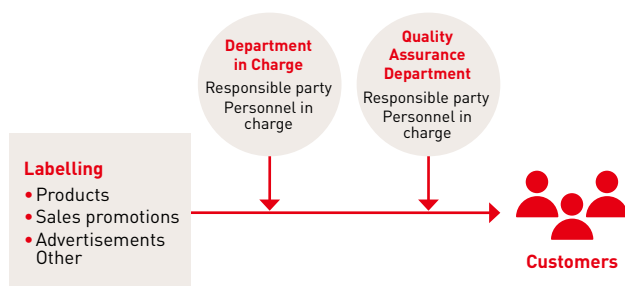 Department
in Charge
Responsible party
Personnel in
charge
Quality
Assurance
Department
Responsible party
Personnel in
charge
Labelling
• Products
• Sales promotions
• Advertisements
Other
Customers